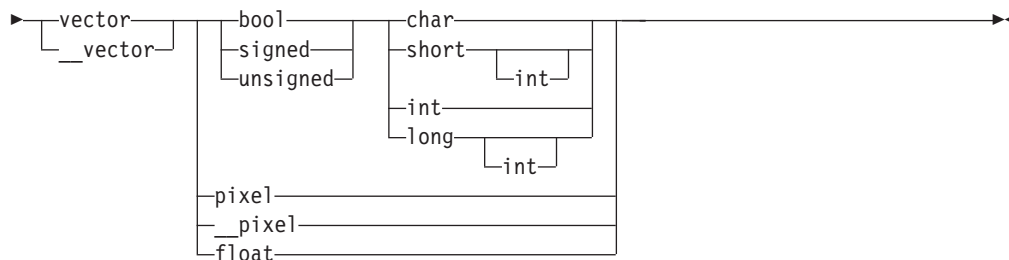 vector bool char
__vector signed short
unsigned int
int
long
int
pixel
__pixel
float